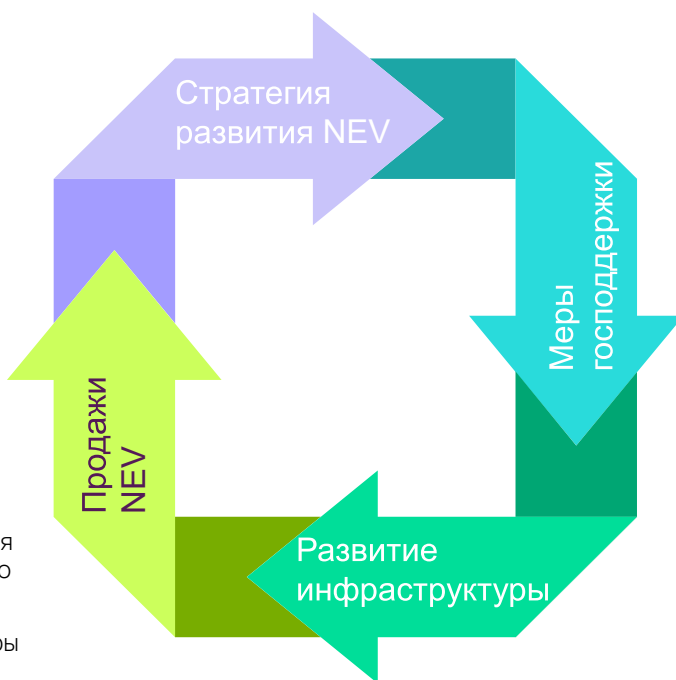 Стратегия
развития NEV
Меры
господдержки
Развитие
инфраструктуры
Продажи
NEV